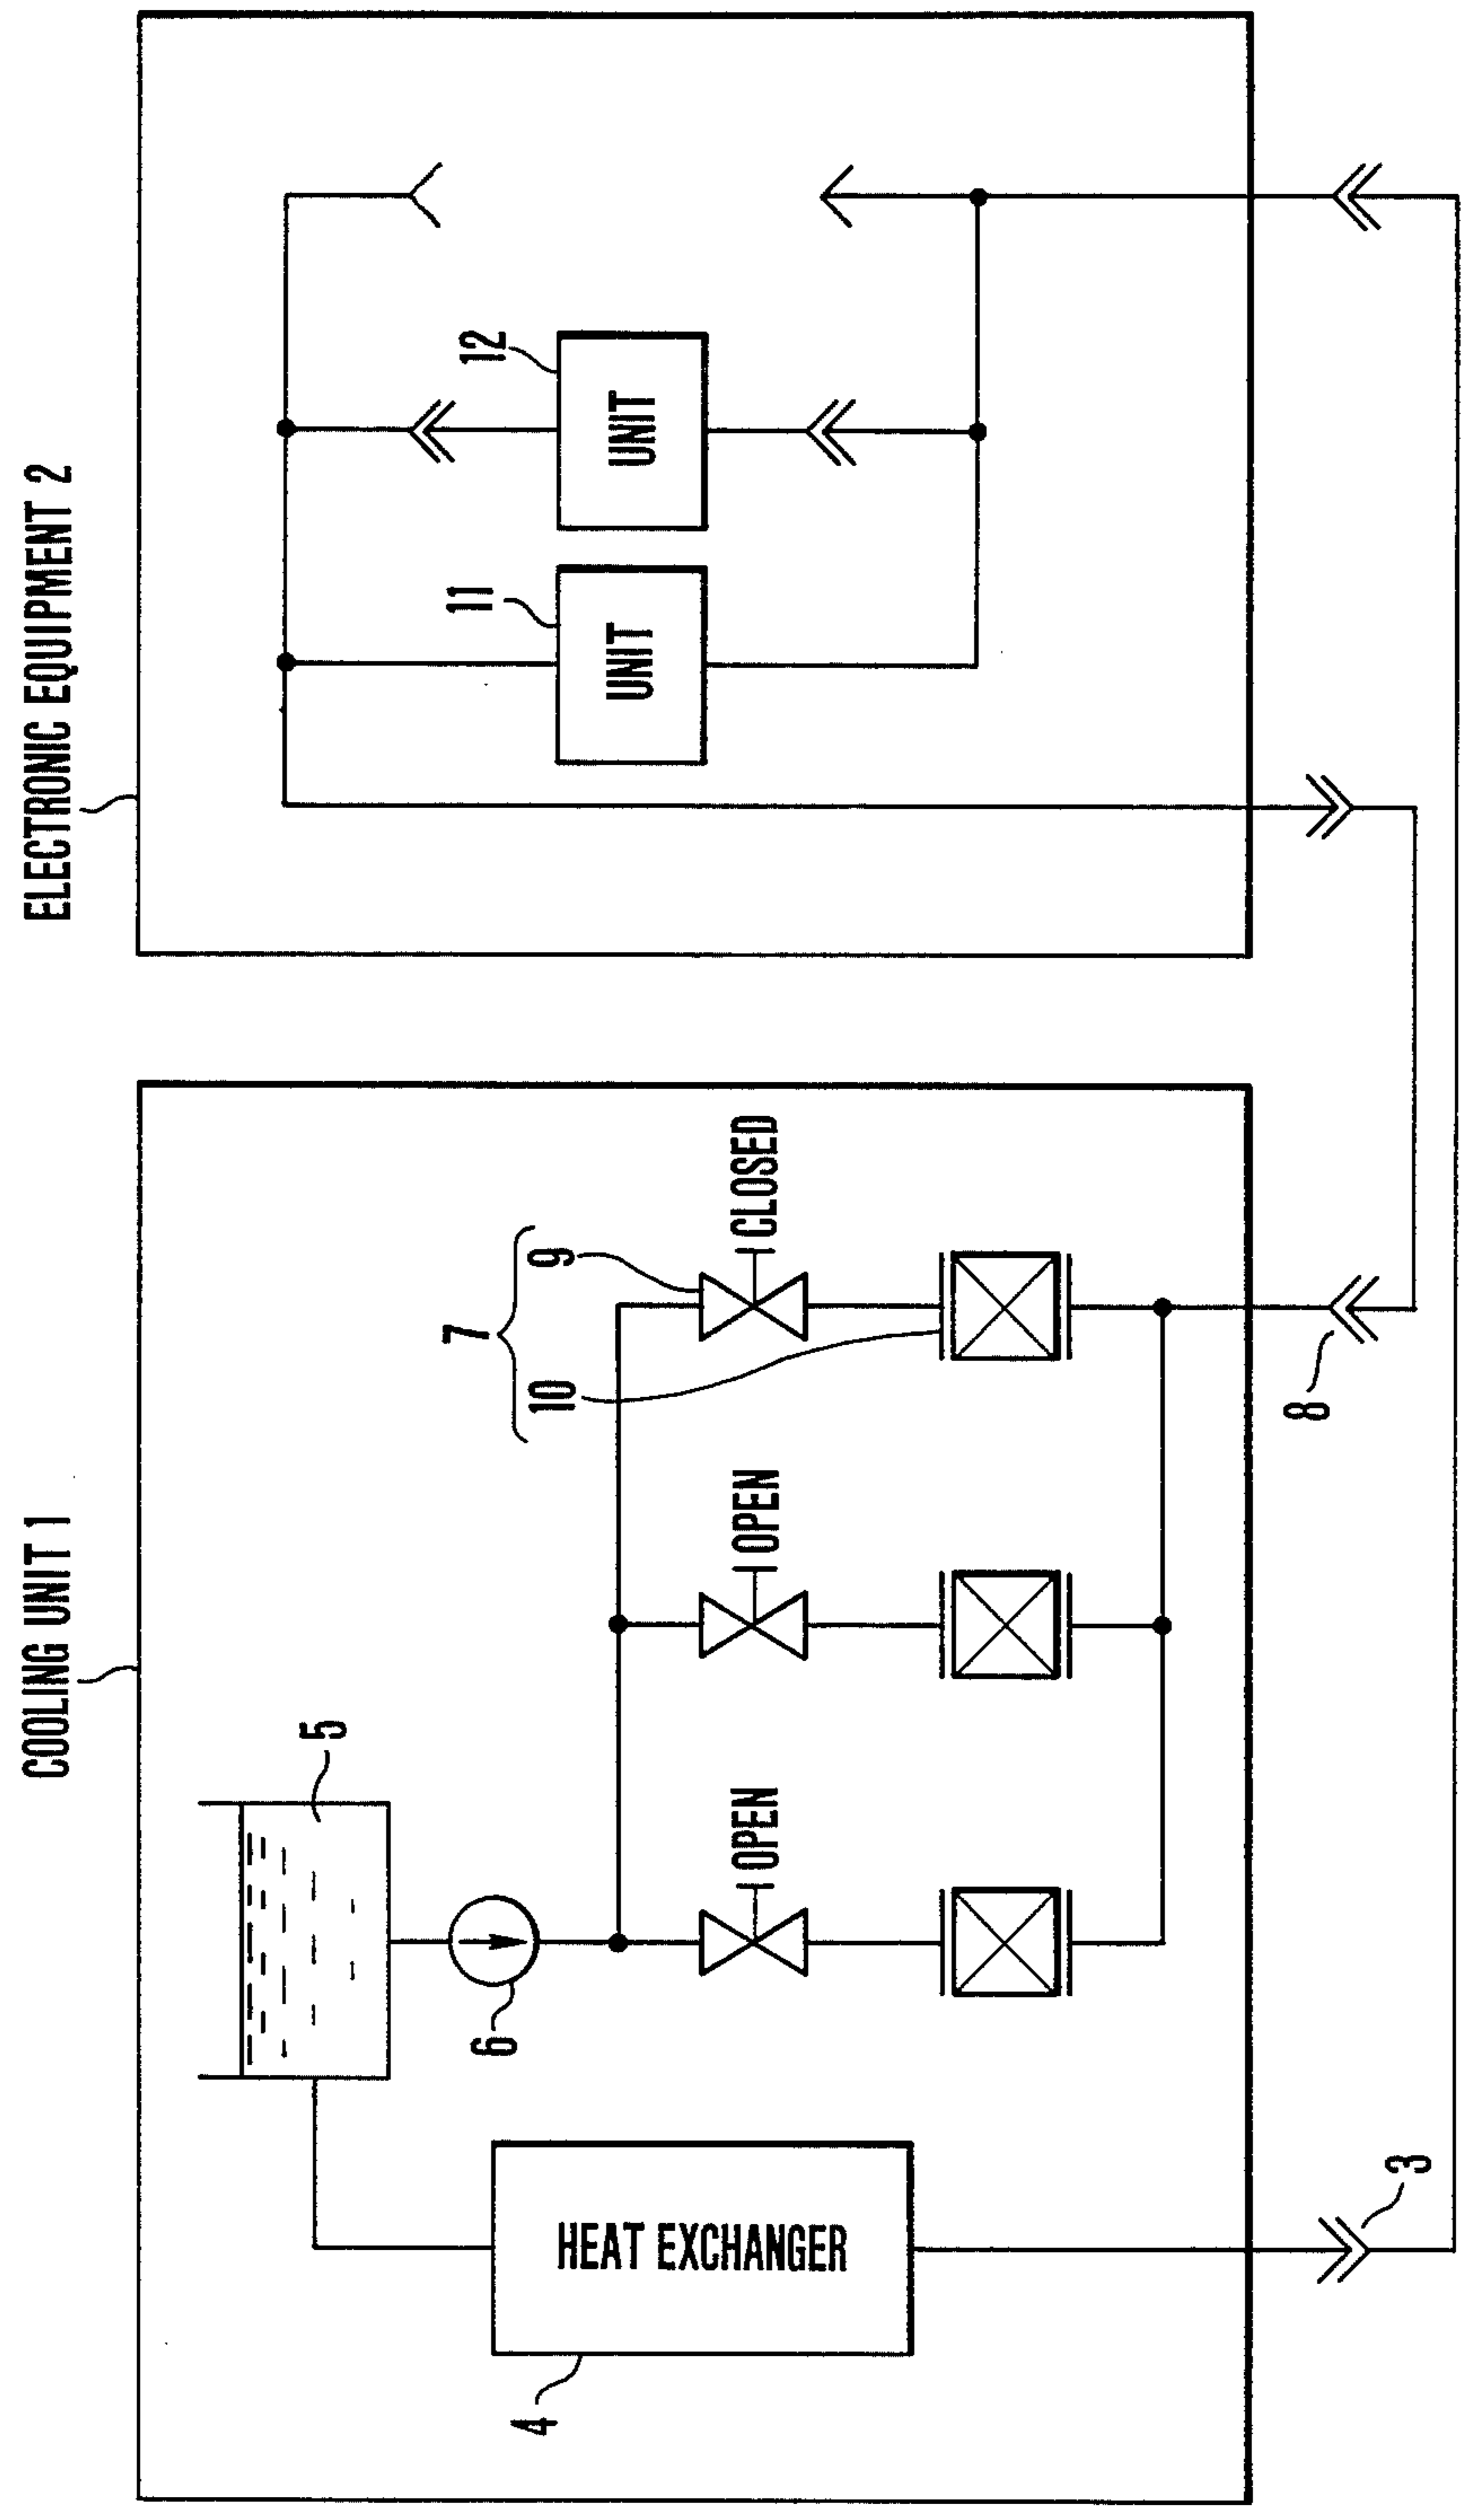 COOLING UNIT 1
ELECTRONIC EQUIPMENT 2
5
6
4
HEAT EXCHANGER
7
10
9
OPEN
OPEN
CLOSED
3
8
11
UNIT
12
UNIT